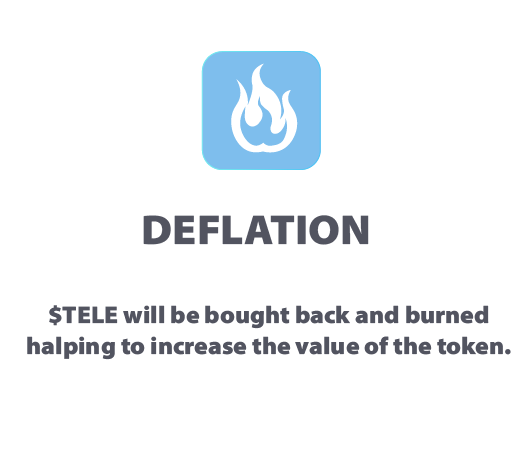 DEFLATION
$TELE will be bought back and burned
halping to increase the value of the token.